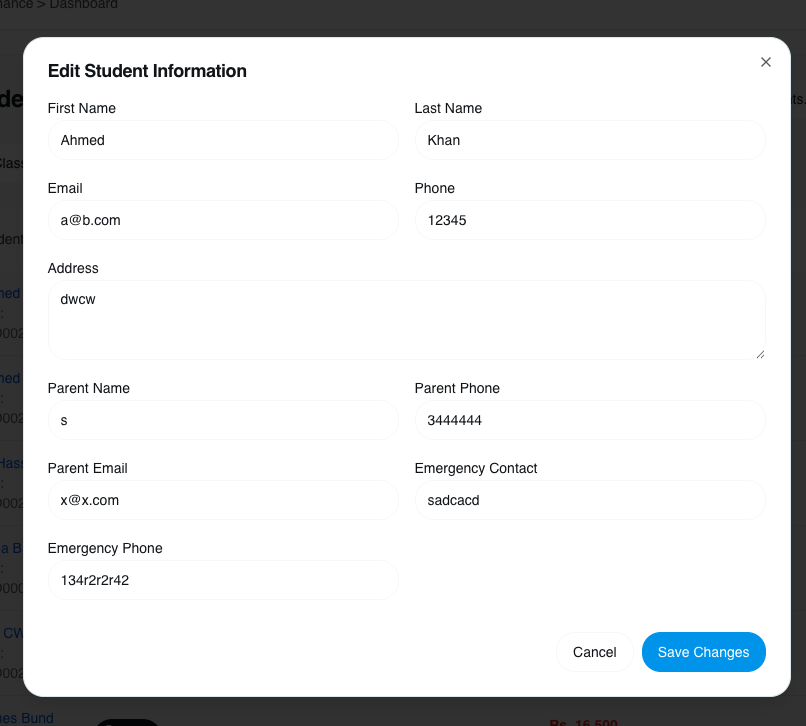 > Dashboard
Edit Student Information
First Name
Last Name
Ahmed
Khan
Email
Phone
a@b.com
12345
Address
dwcw
Parent Name
Parent Phone
s
3444444
Parent Email
Emergency Contact
x@x.com
sadcacd
Emergency Phone
134r2r2r42
Cancel
Save Changes
Bund
Rs. 16,500